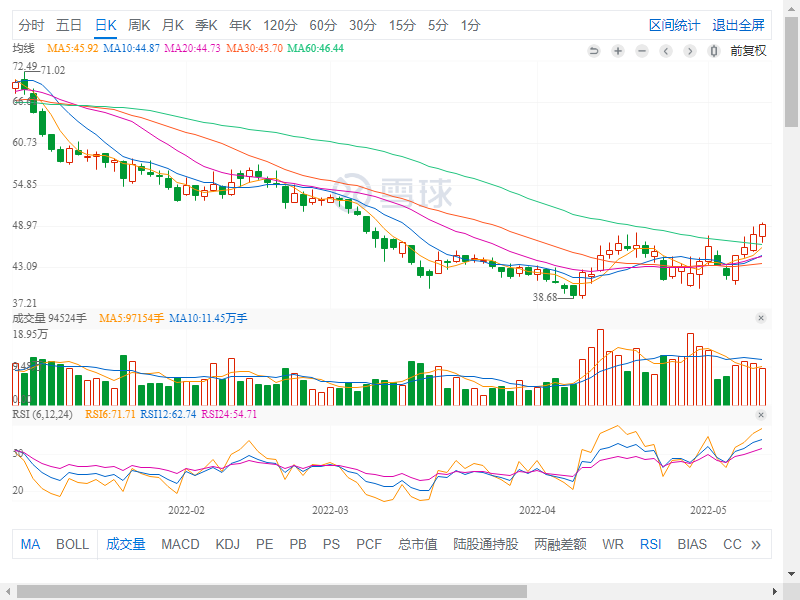 分时 五日 日K 周K 月K 季K 年K 120分 60分 30分 15分 5分 1分 区间统计 退出全屏
均线 MA5:45.92 MA10:44.87 MA20:44.73 MA30:43.70 MA60:46.44 前复权
72.49 71.02
66.
60.73
54.85
雪球
48.97
43.09
38.68
37.21
成交量 94524手 MA5:97154手 MA10:11.45万手
18.95万
RSI (6,12,24) RSI6:71.71 RSI12:62.74 RSI24:54.71
20
2022-02 2022-03 2022-04 2022-05
MA BOLL 成交量 MACD KDJ PE PB PS PCF 总市值 陆股通持股 两融差额 WR RSI BIAS CC »